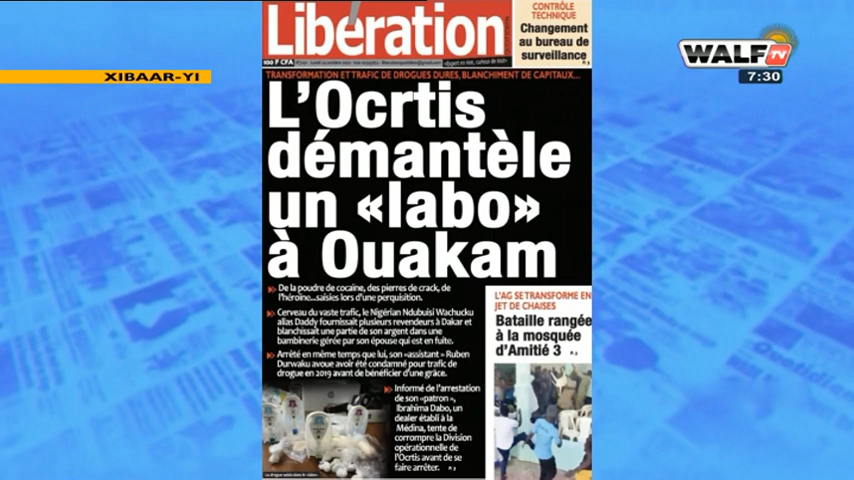 XIBAAR-YI
WALF TV
7:30
Libération
CONTRÔLE
TECHNIQUE
Changement
au bureau de
surveillance
100 F CFA
TRANSFORMATION ET TRAFIC DE DROGUES DURES, BLANCHIMENT DE CAPITAUX...
L'Ocrtis
démantèle
un «labo»
à Ouakam
De la poudre de cocaïne, des pierres de crack, de
l'héroïne...saisies lors d'une perquisition.
Cerveau du vaste trafic, le Nigérian Ndubuisi Wachucku
alias Daddy fournissait plusieurs revendeurs à Dakar et
blanchissait une partie de son argent dans une
bambinerie gérée par son épouse qui est en fuite.
Arrêté en même temps que lui, son «assistant» Ruben
Durwaku avoue avoir été condamné pour trafic de
drogue en 2019 avant de bénéficier d'une grâce.
Informé de l'arrestation
de son «patron»,
Ibrahima Dabo, un
dealer établi à la
Médina, tente de
corrompre la Division
opérationnelle de
l'Ocrtis avant de se
faire arrêter.
L'AG SE TRANSFORME EN
JET DE CHAISES
Bataille rangée
à la mosquée
d'Amitié 3